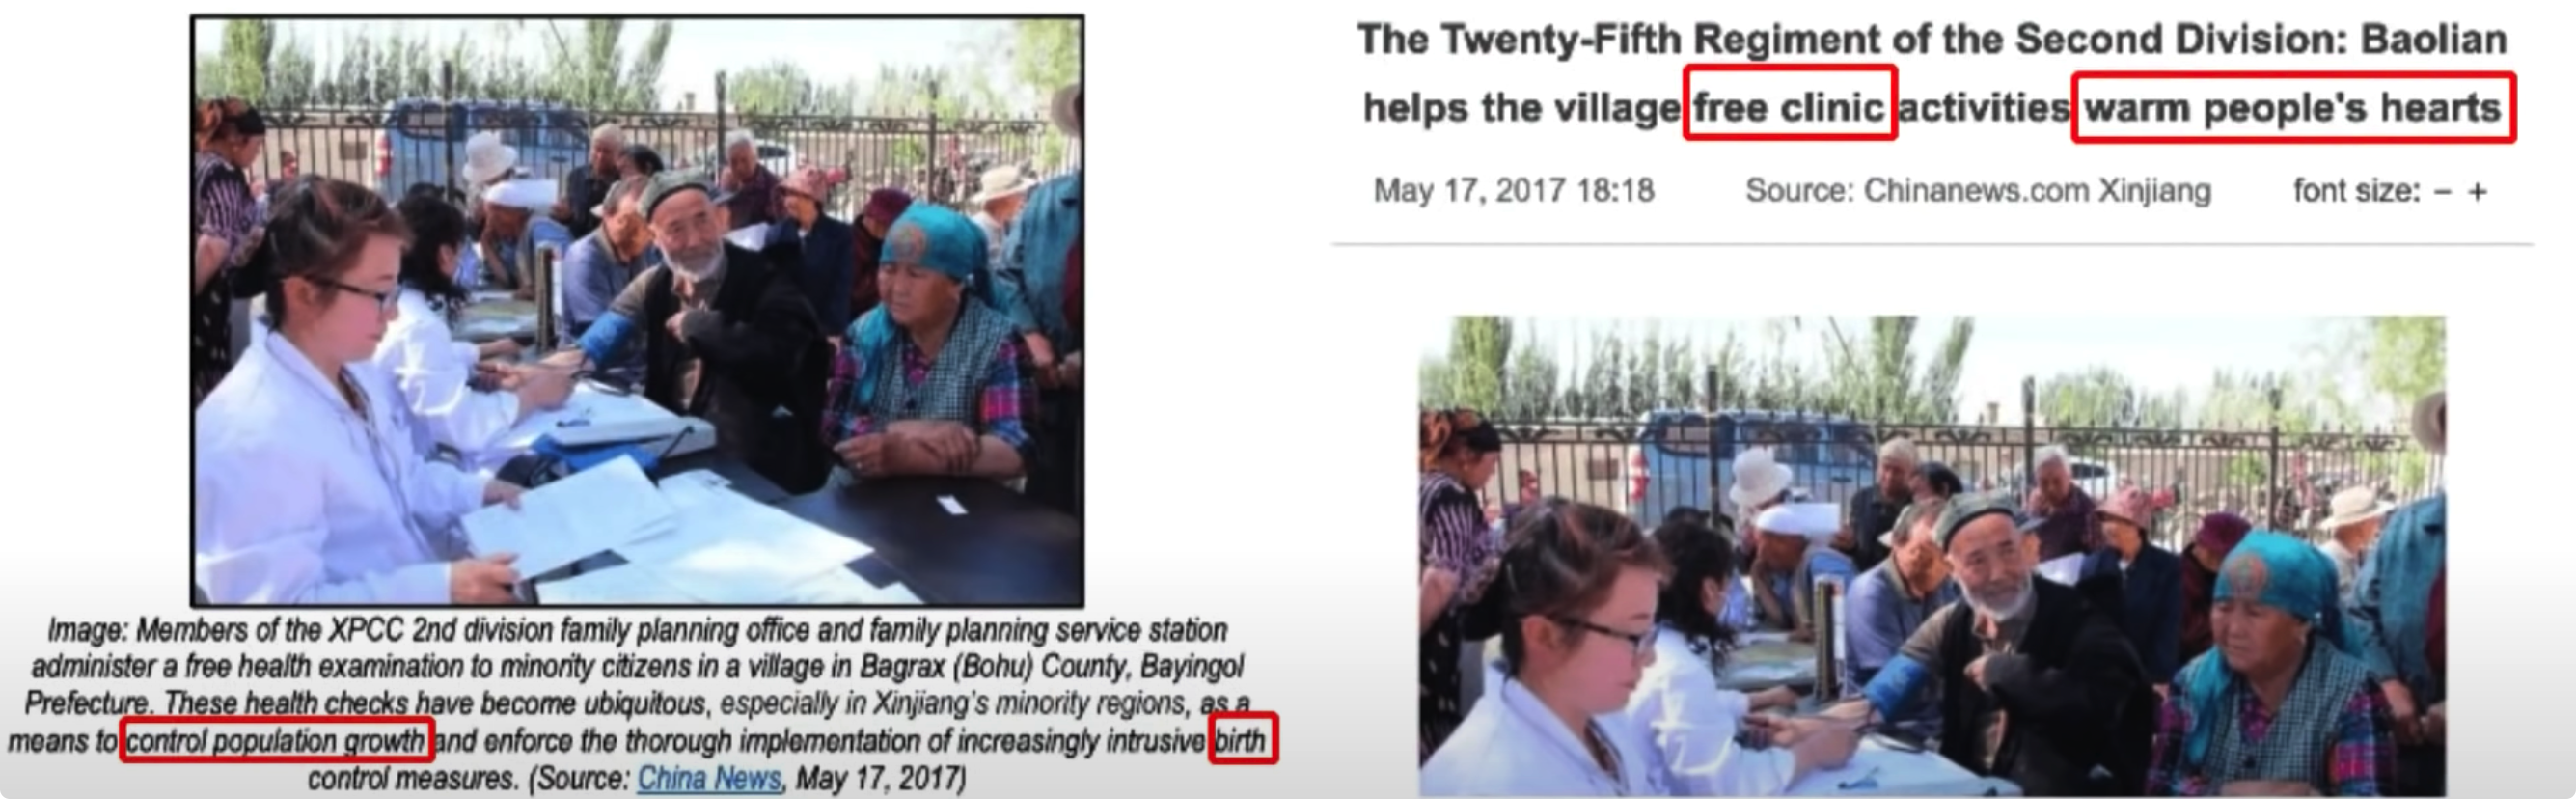 Image: Members of the XPCC 2nd division family planning office and family planning service station
administer a free health examination to minority citizens in a village in Bagrax (Bohu) County, Bayingol
Prefecture. These health checks have become ubiquitous, especially in Xinjiang's minority regions, as a
means to control population growth and enforce the thorough implementation of increasingly intrusive birth
control measures. (Source: China News, May 17, 2017)
The Twenty-Fifth Regiment of the Second Division: Baolian
helps the village free clinic activities warm people's hearts
May 17, 2017 18:18 Source: Chinanews.com Xinjiang font size: − +